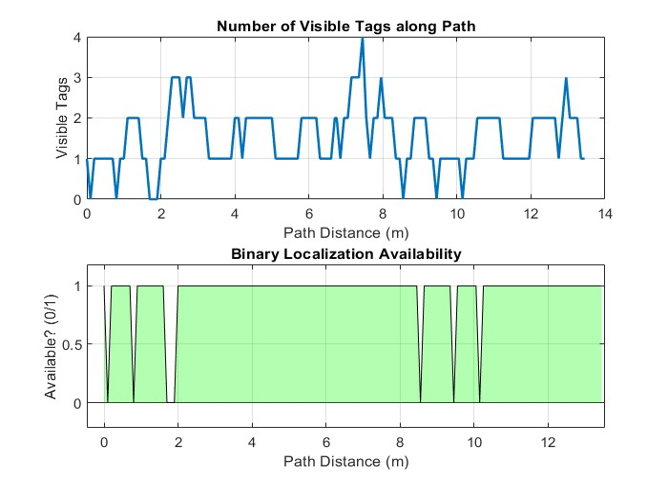 Number of Visible Tags along Path
Visible Tags
4
3
2
1
0
0 2 4 6 8 10 12 14
Path Distance (m)
Binary Localization Availability
Available? (0/1)
1
0.5
0
0 2 4 6 8 10 12
Path Distance (m)